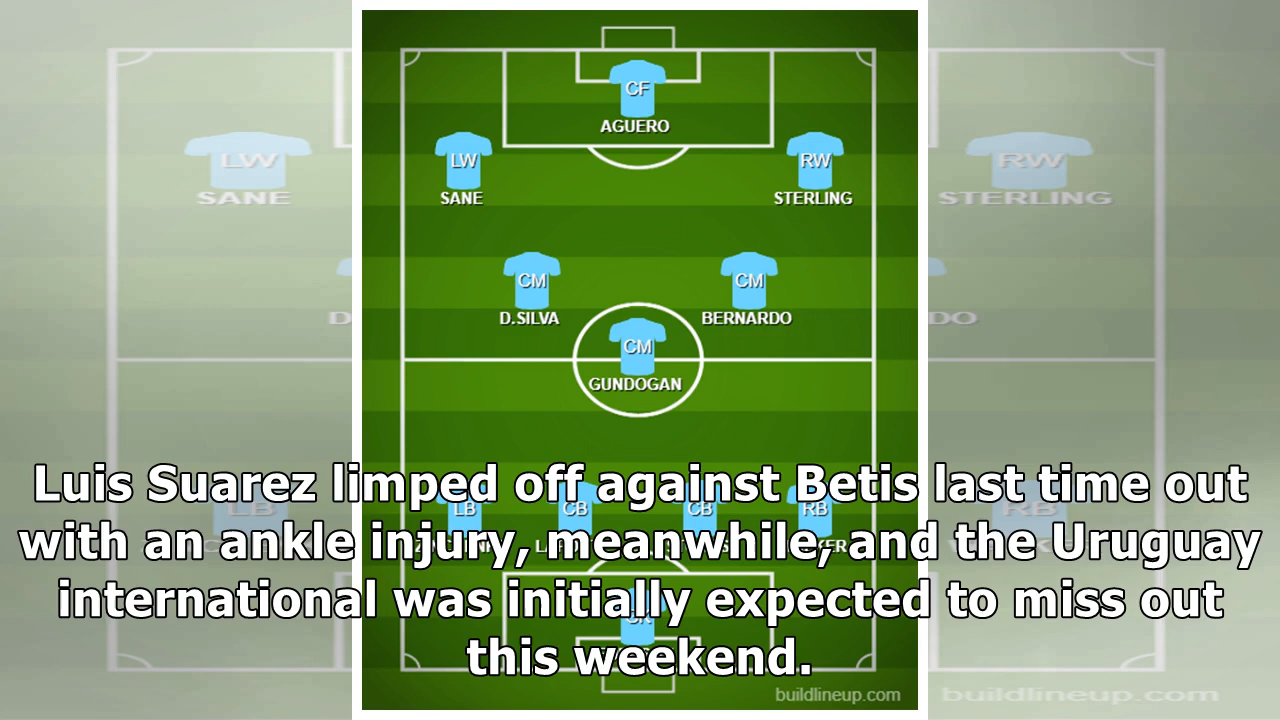 CF
AGUERO
LW
RW
SANE
STERLING
LW
RW
SANE
STERLING
CM
CM
D.SILVA
BERNARDO
CM
GUNDOGAN
LB
CB
CB
RB
LB
RB
Luis Suarez limped off against Betis last time out
with an ankle injury, meanwhile, and the Uruguay
international was initially expected to miss out
this weekend.
buildlineup.com
buildlineup.com